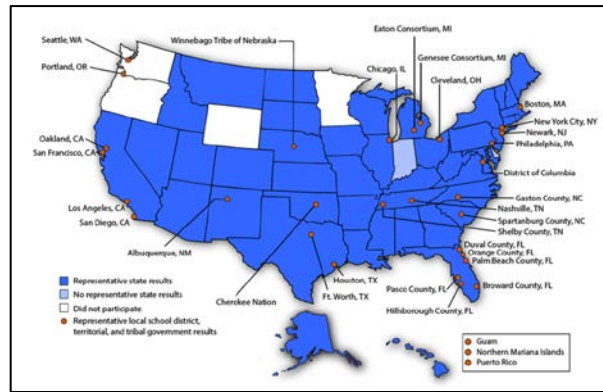 Seattle, WA
Portland, OR
Winnebago Tribe of Nebraska
Eaton Consortium, MI
Genesee Consortium, MI
Chicago, IL
Cleveland, OH
Boston, MA
New York City, NY
Newark, NJ
Philadelphia, PA
District of Columbia
Oakland, CA
San Francisco, CA
Los Angeles, CA
San Diego, CA
Albuquerque, NM
Cherokee Nation
Ft. Worth, TX
Houston, TX
Gaston County, NC
Nashville, TN
Spartanburg County, NC
Shelby County, TN
Duval County, FL
Orange County, FL
Palm Beach County, FL
Broward County, FL
Pasco County, FL
Hillsborough County, FL
Representative state results
No representative state results
Did not participate
Representative local school district,
territorial, and tribal government results
Guam
Northern Mariana Islands
Puerto Rico